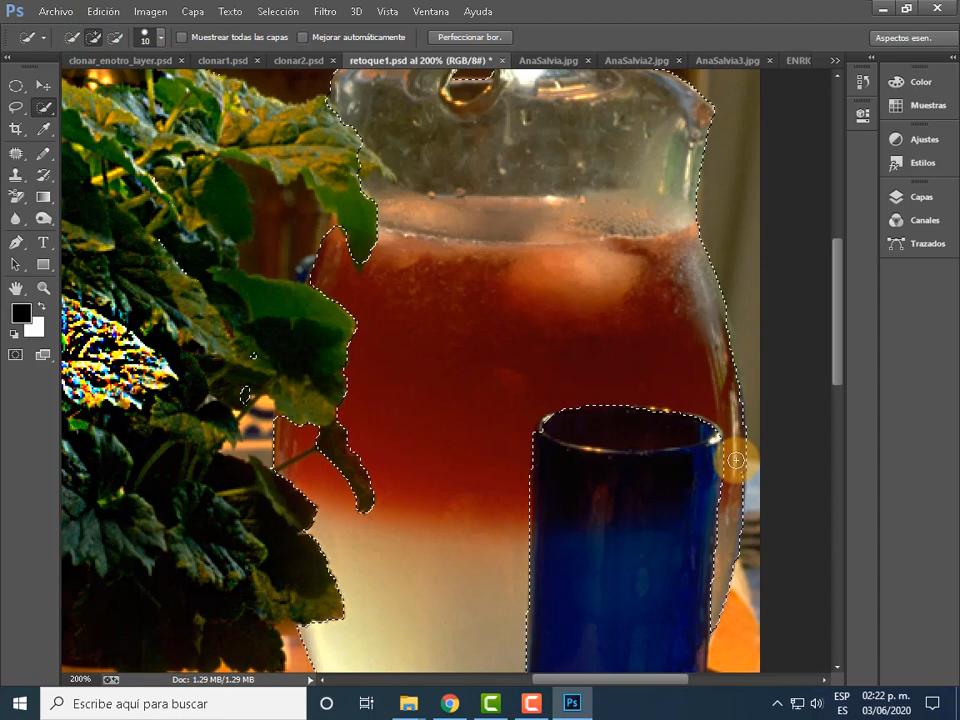 Ps Archivo Edición Imagen Capa Texto Selección Filtro 3D Vista Ventana Ayuda
10 Muestrear todas las capas Mejorar automáticamente Perfeccionar bor. Aspectos esen.
clonar_enotro_layer.psd × clonar1.psd × clonar2.psd × retoque1.psd al 200% (RGB/8#) * × AnaSalvia.jpg × AnaSalvia2.jpg × AnaSalvia3.jpg × ENRK
Color
Muestras
Ajustes
Estilos
Capas
Canales
Trazados
200% Doc: 1.29 MB/1.29 MB
Escribe aquí para buscar
ESP
ES
02:22 p. m.
03/06/2020